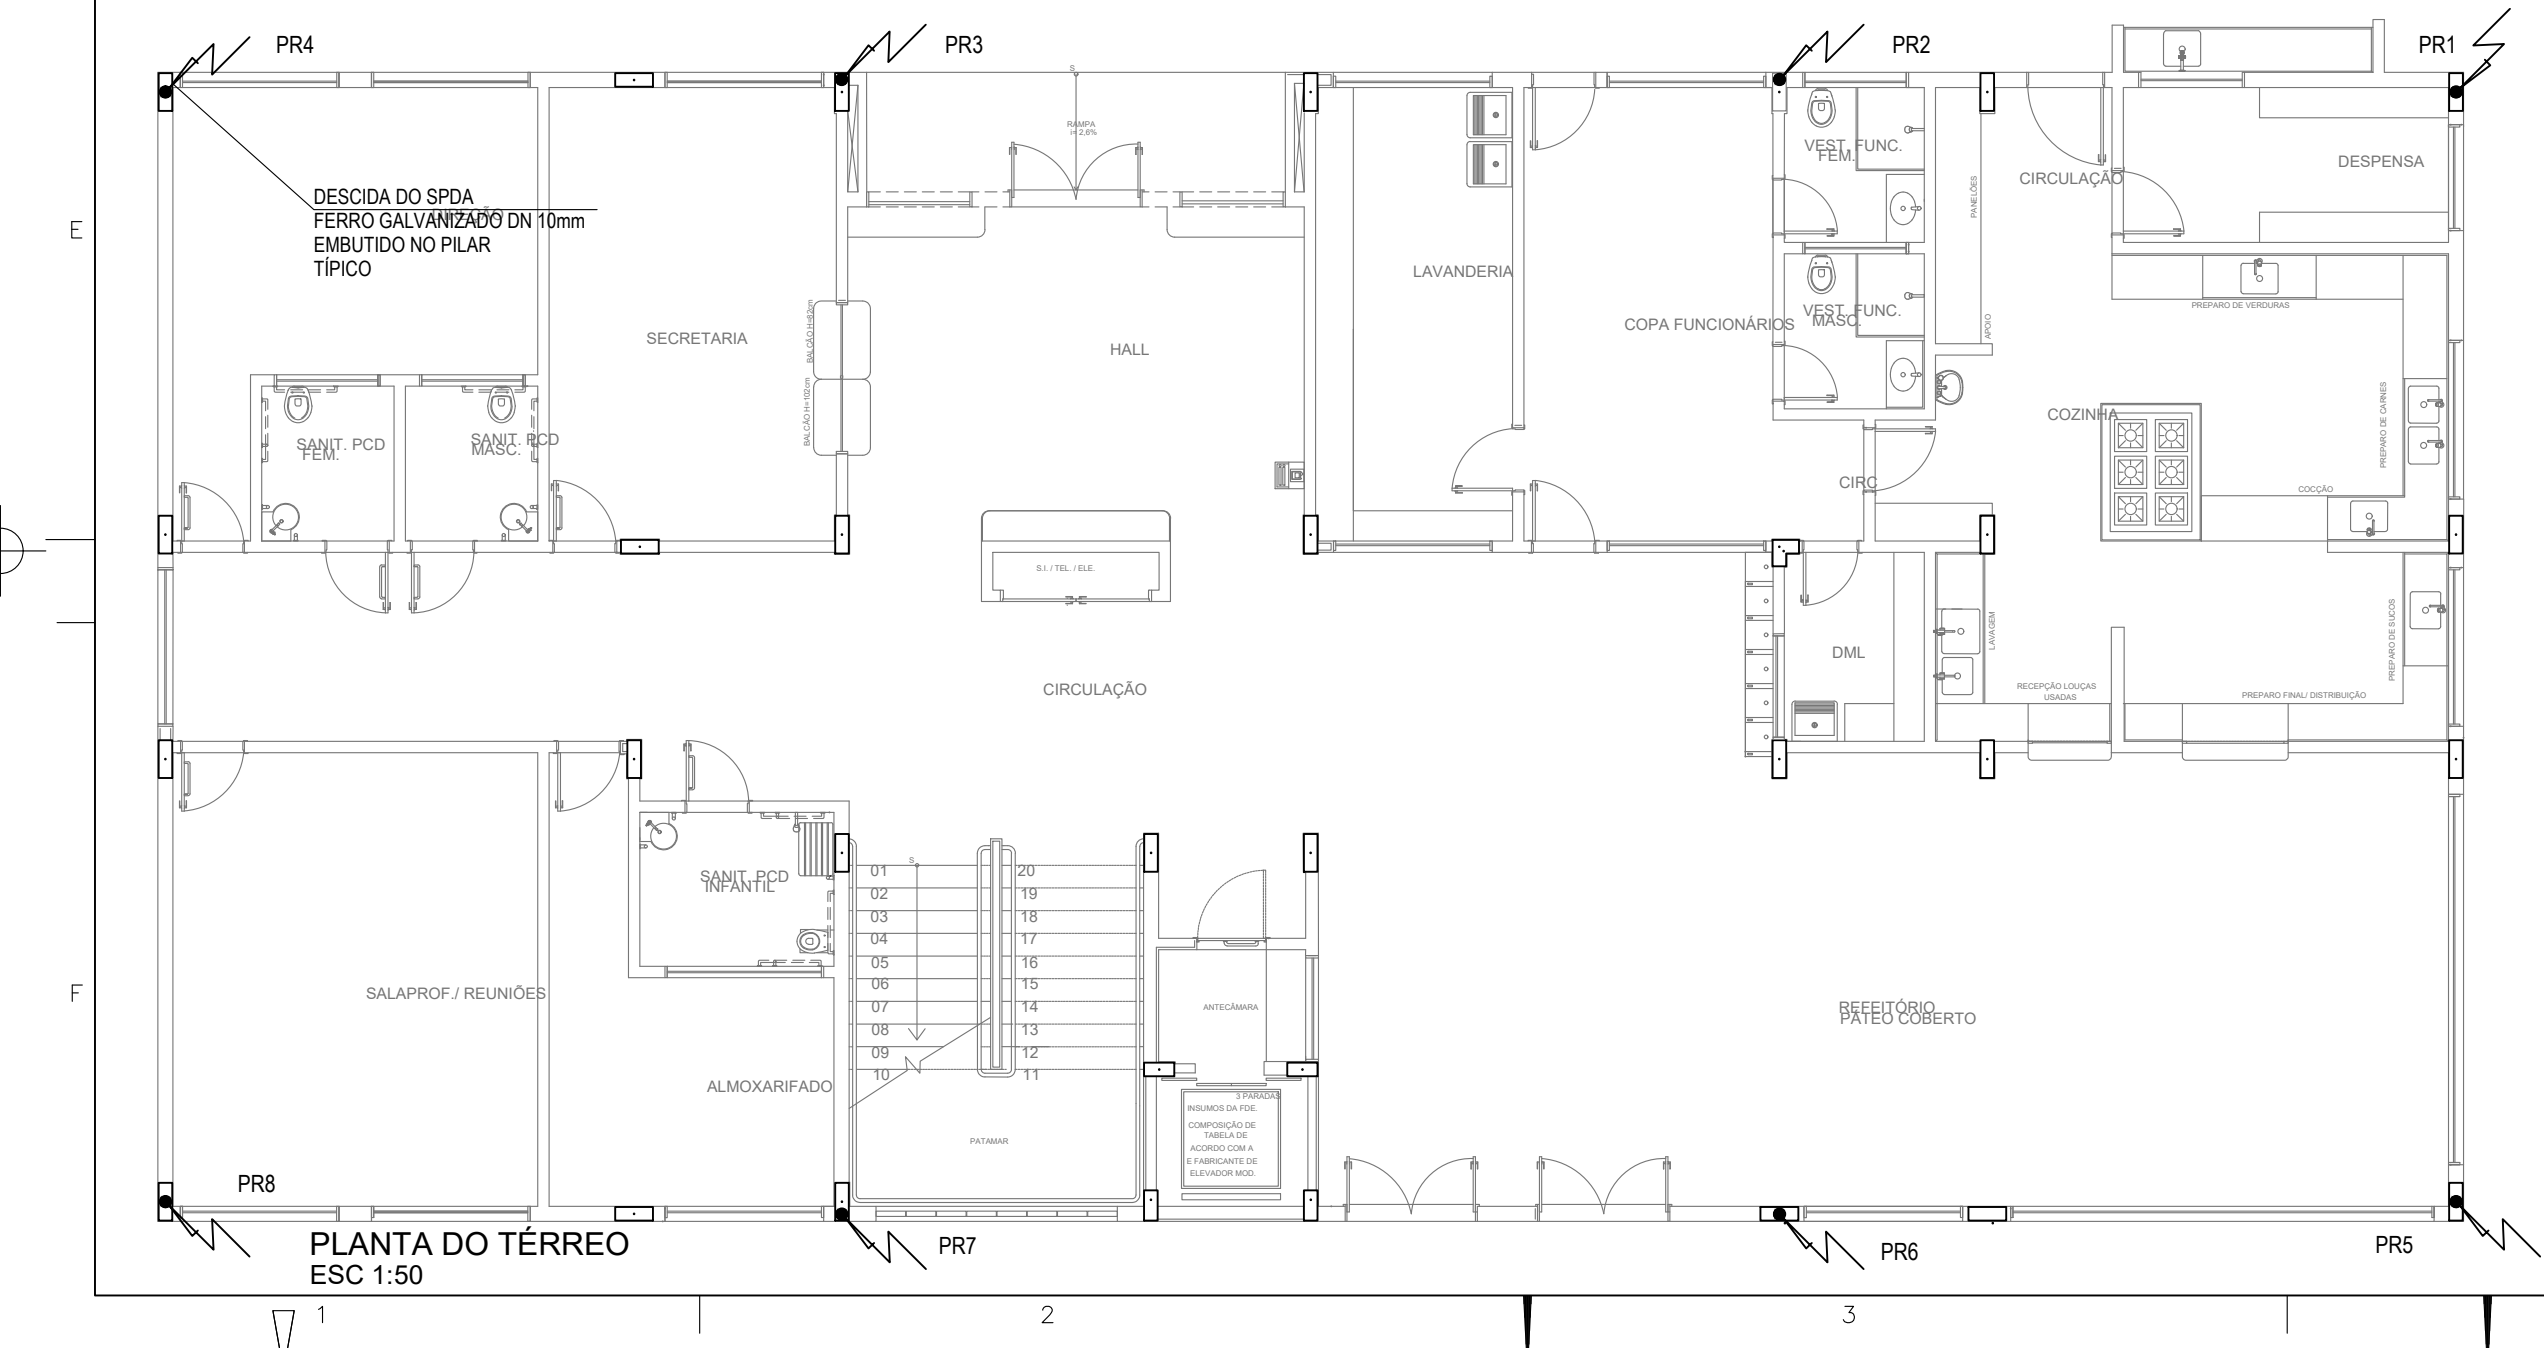 PR4
PR3
PR2
PR1
S
RAMPA
i= 2,6%
VEST. FUNC.
FEM.
CIRCULAÇÃO
DESPENSA
PANELÕES
DESCIDA DO SPDA
FERRO GALVANIZADO DN 10mm
EMBUTIDO NO PILAR
TÍPICO
DIREÇÃO
E
LAVANDERIA
SECRETARIA
BALCÃO H=82cm
BALCÃO H=102cm
HALL
COPA FUNCIONÁRIOS
VEST. FUNC.
MASC.
APOIO
PREPARO DE VERDURAS
PREPARO DE CARNES
COZINHA
COCÇÃO
SANIT. PCD
FEM.
SANIT. PCD
MASC.
CIRC
S.I. / TEL. / ELE.
DML
LAVAGEM
PREPARO DE SUCOS
RECEPÇÃO LOUÇAS
USADAS
PREPARO FINAL/ DISTRIBUIÇÃO
CIRCULAÇÃO
SANIT. PCD
INFANTIL
S
01
20
02
19
03
18
04
17
05
16
06
15
07
14
08
13
09
12
10
11
F
SALAPROF./ REUNIÕES
ANTECÂMARA
REFEITÓRIO
PÁTEO COBERTO
ALMOXARIFADO
PATAMAR
3 PARADAS
INSUMOS DA FDE.
COMPOSIÇÃO DE
TABELA DE
ACORDO COM A
E FABRICANTE DE
ELEVADOR MOD.
PR8
PR7
PR6
PR5
PLANTA DO TÉRREO
ESC 1:50
1
2
3